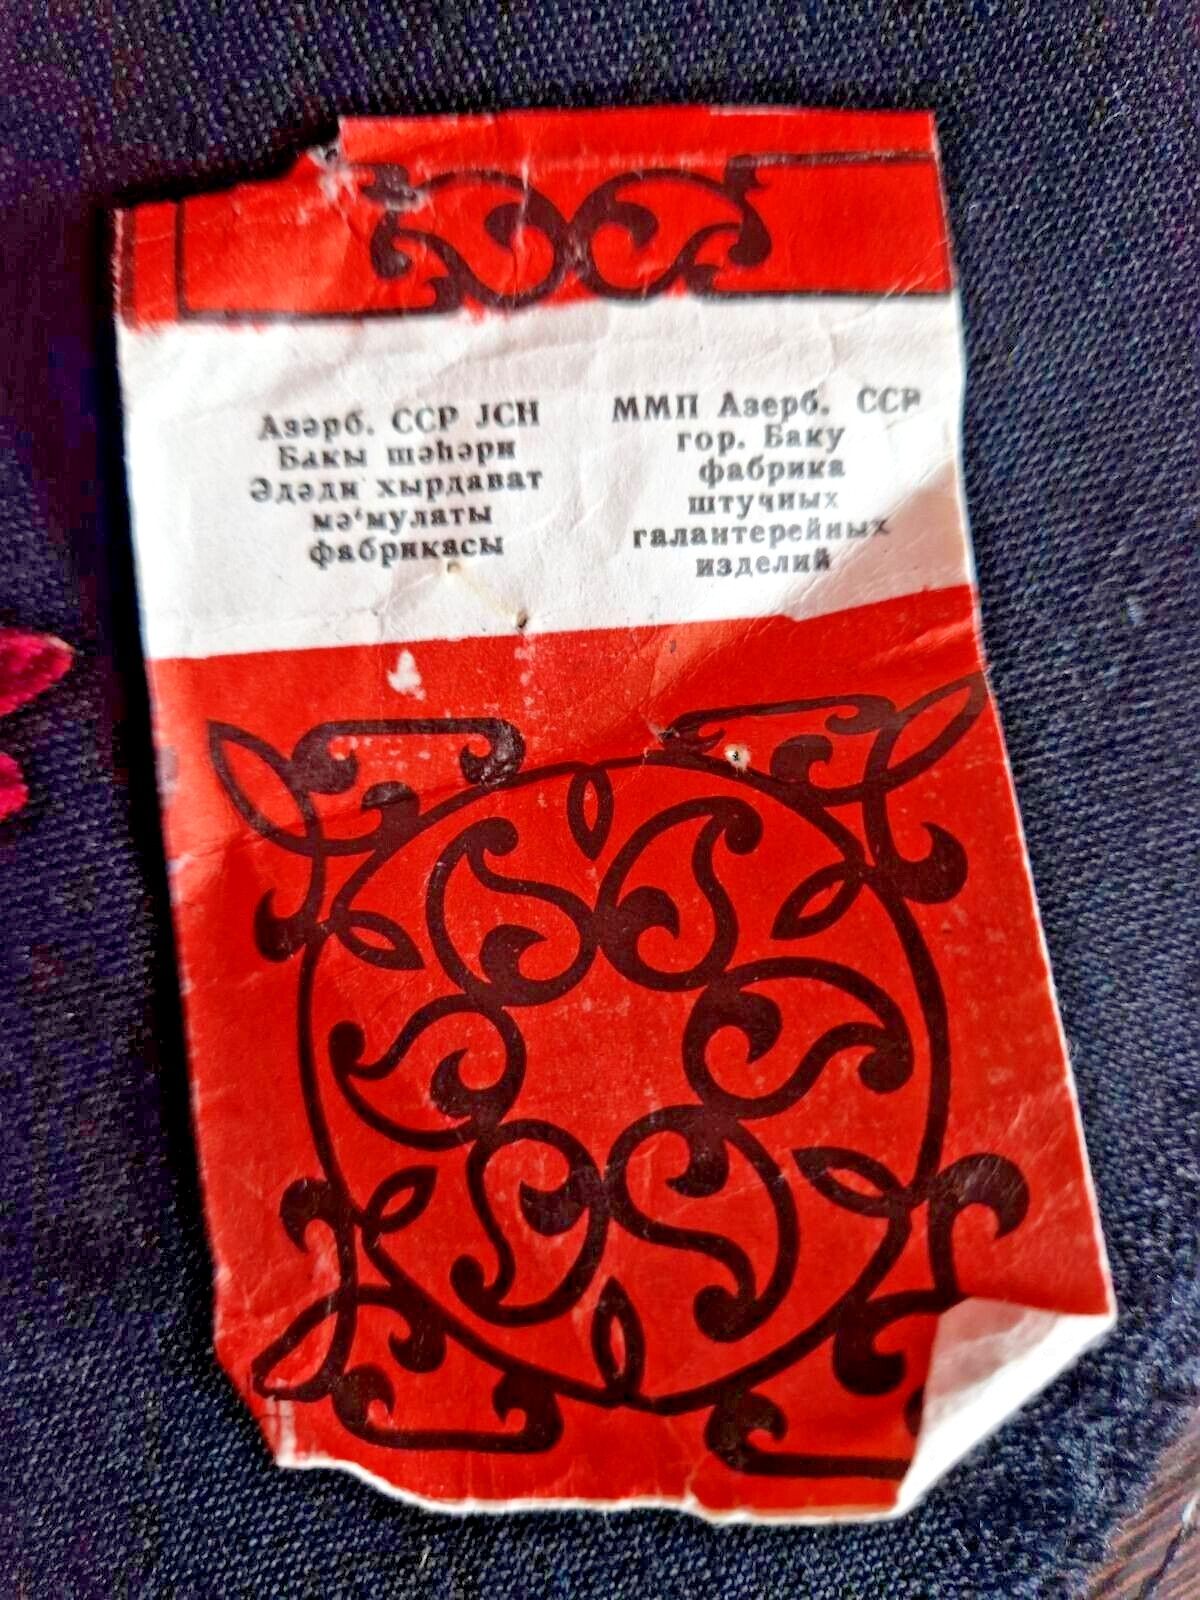 Азәрб. ССР ЈСН
Бакы шәһәри
Әдәди хырдават
мә'мулаты
фабрикасы
ММП Азерб. ССР
гор. Баку
фабрика
штучных
галантерейных
изделий